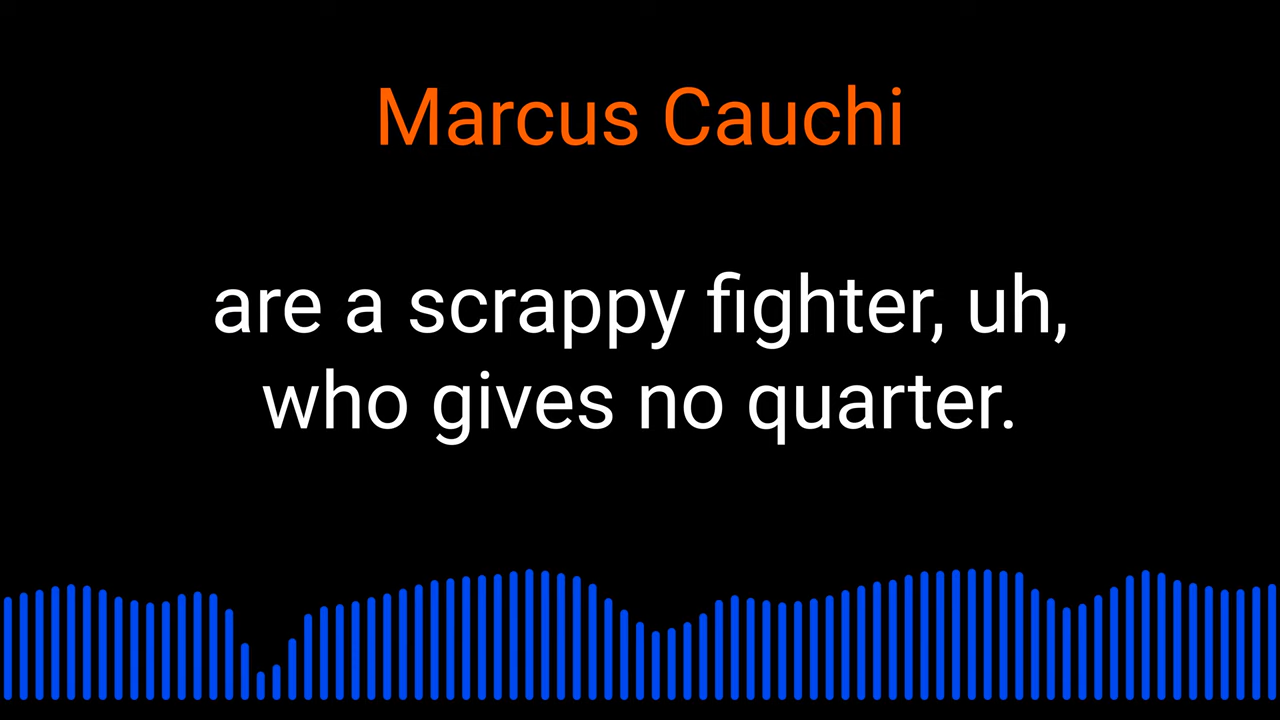 Marcus Cauchi
are a scrappy fighter, uh,
who gives no quarter.